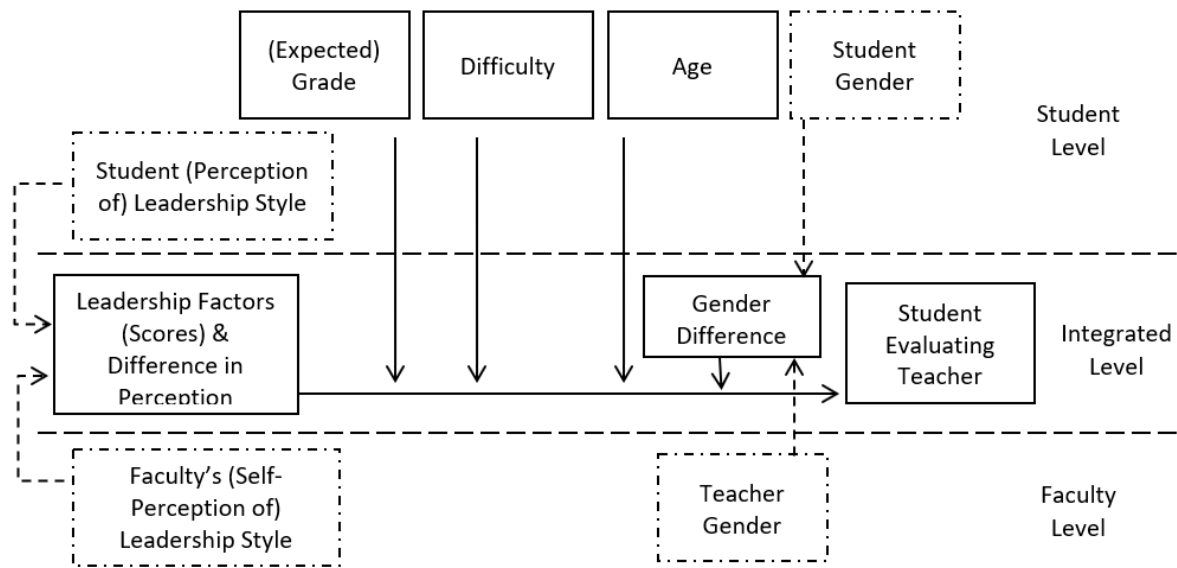 (Expected)
Grade
Difficulty
Age
Student
Gender
Student
Level
Student (Perception
of) Leadership Style
Leadership Factors
(Scores) &
Difference in
Perception
Gender
Difference
Student
Evaluating
Teacher
Integrated
Level
Faculty’s (Self-
Perception of)
Leadership Style
Teacher
Gender
Faculty
Level